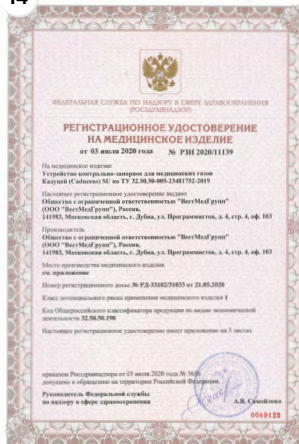 14
ФЕДЕРАЛЬНАЯ СЛУЖБА ПО НАДЗОРУ В СФЕРЕ ЗДРАВООХРАНЕНИЯ
(РОСЗДРАВНАДЗОР)
РЕГИСТРАЦИОННОЕ УДОСТОВЕРЕНИЕ
НА МЕДИЦИНСКОЕ ИЗДЕЛИЕ
от 03 июля 2020 года № РЗН 2020/11139
На медицинское изделие
Устройство контрольно-запорное для медицинских газов
Кадуцей (Caduceus) SU по ТУ 32.50.50-005-23481752-2019
Настоящее регистрационное удостоверение выдано
Общество с ограниченной ответственностью "ВестМедГрупп"
(ООО "ВестМедГрупп"), Россия,
141983, Московская область, г. Дубна, ул. Программистов, д. 4, стр. 4, оф. 103
Производитель
Общество с ограниченной ответственностью "ВестМедГрупп"
(ООО "ВестМедГрупп"), Россия,
141983, Московская область, г. Дубна, ул. Программистов, д. 4, стр. 4, оф. 103
Место производства медицинского изделия
см. приложение
Номер регистрационного досье № РД-33102/31033 от 21.05.2020
Класс потенциального риска применения медицинского изделия 1
Код Общероссийского классификатора продукции по видам экономической
деятельности 32.50.50.190
Настоящее регистрационное удостоверение имеет приложение на 3 листах
приказом Росздравнадзора от 03 июля 2020 года № 5656
допущено к обращению на территории Российской Федерации.
Руководитель Федеральной службы
по надзору в сфере здравоохранения
А.В. Самойлова
0049123